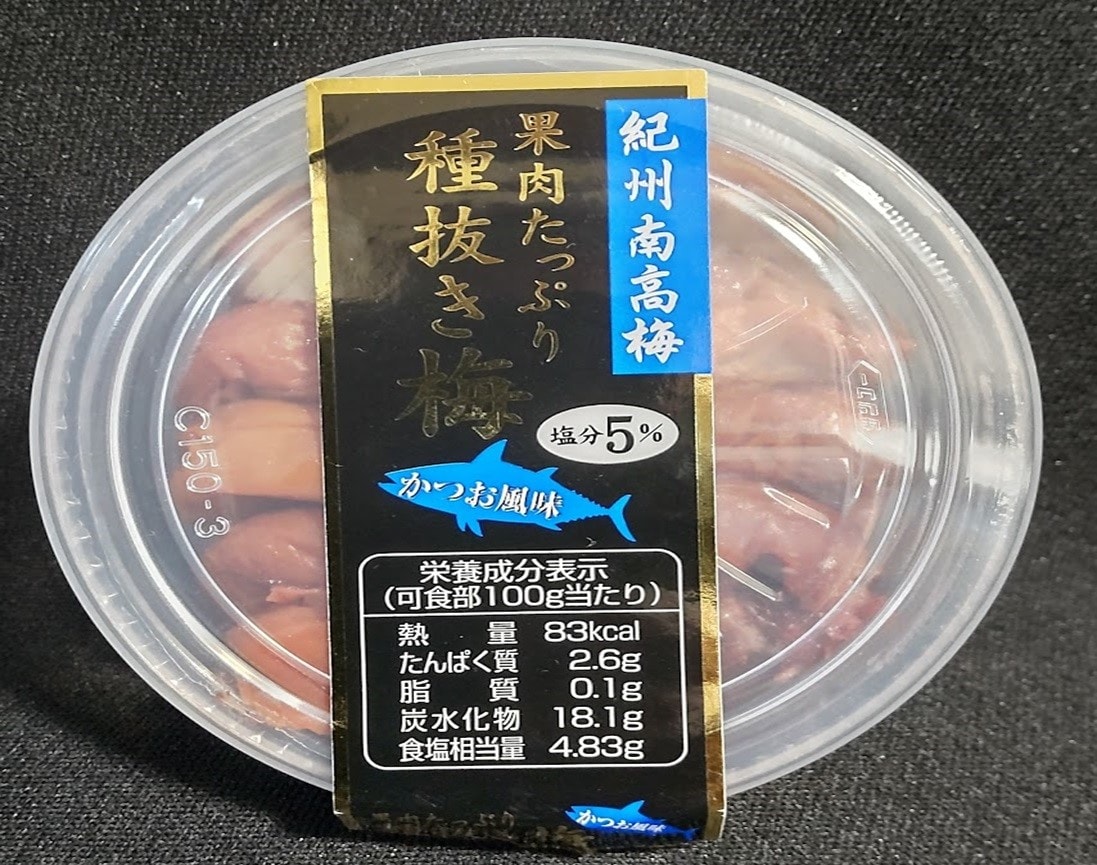 紀州南高梅
果肉たっぷり
種抜き梅
塩分5%
かつお風味
栄養成分表示
(可食部100g当たり)
熱量 83kcal
たんぱく質 2.6g
脂質 0.1g
炭水化物 18.1g
食塩相当量 4.83g
かつお風味
C150-3